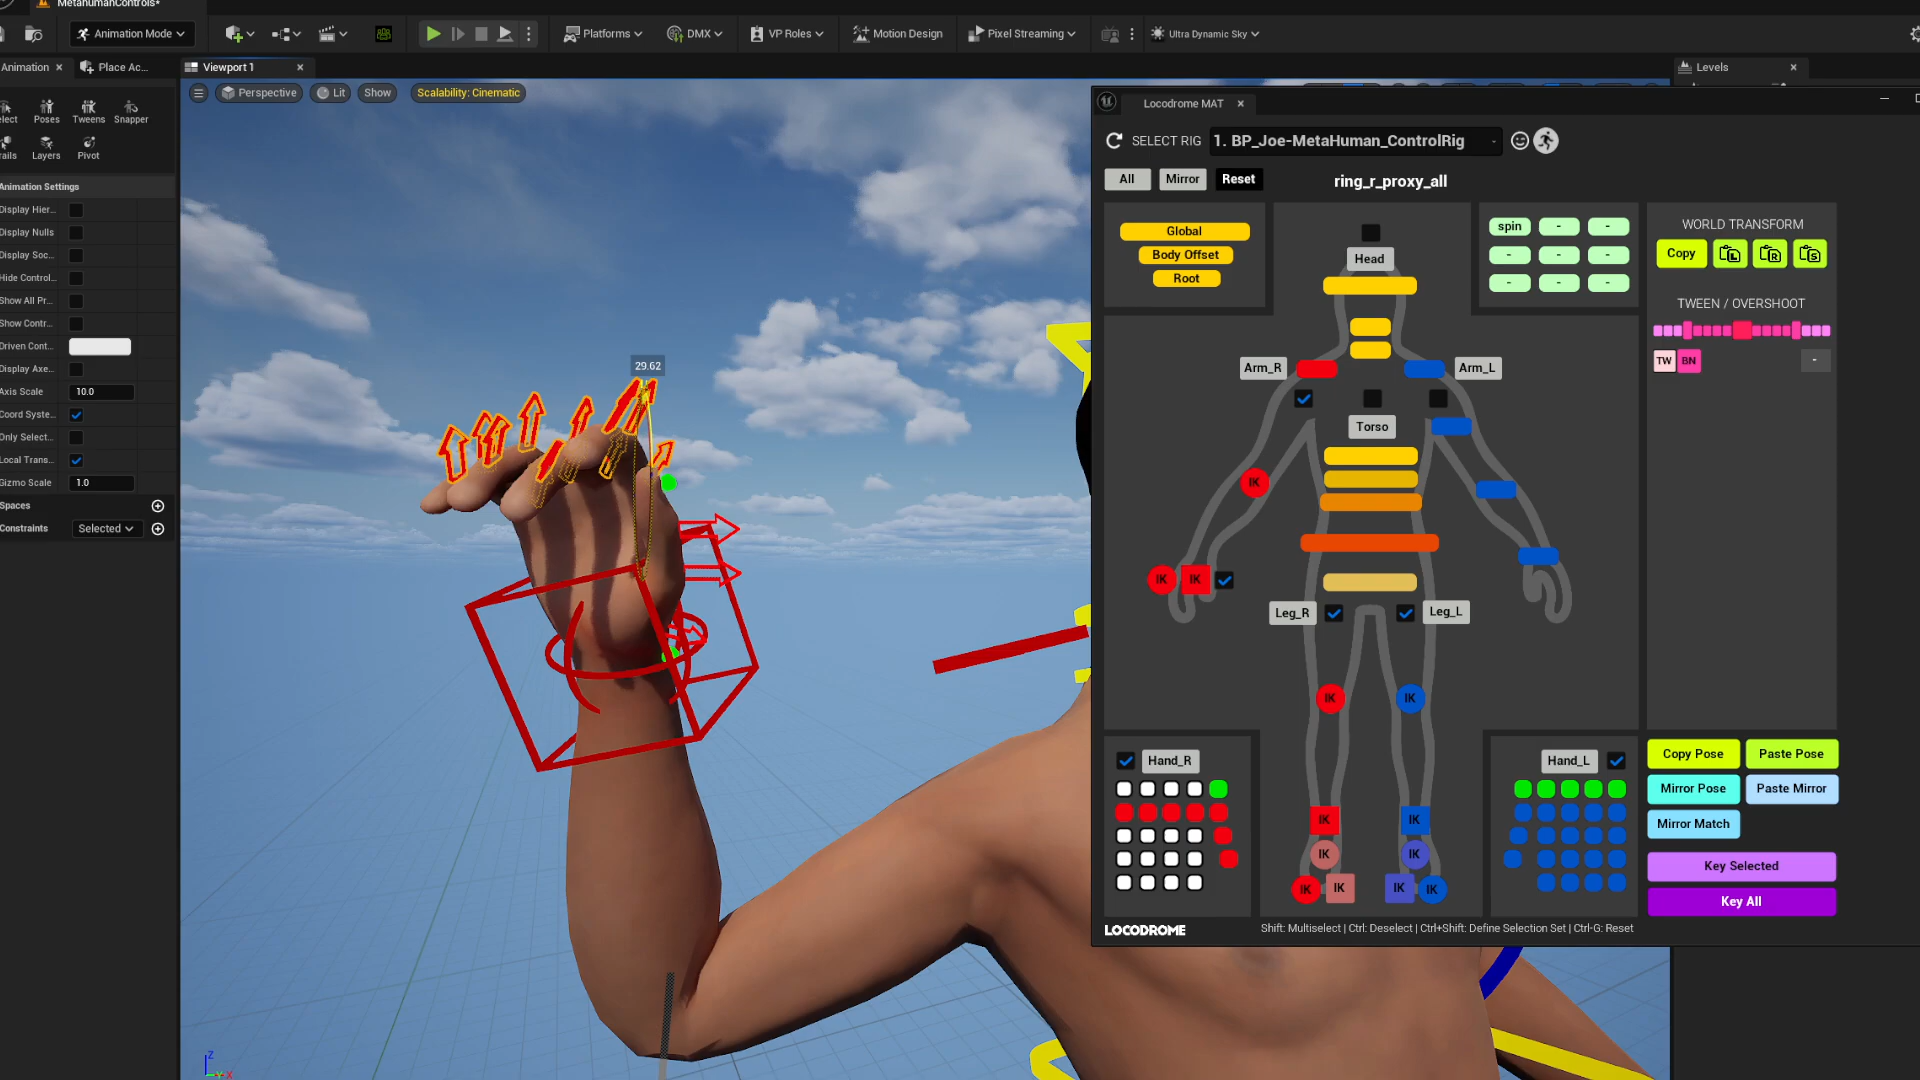 MetahumanControls*
Animation Mode
Platforms
DMX
VP Roles
Motion Design
Pixel Streaming
Ultra Dynamic Sky
Animation
Place Ac...
Viewport 1
Levels
Perspective
Lit
Show
Scalability: Cinematic
Poses
Tweens
Snapper
Layers
Pivot
Animation Settings
Display Hier...
Display Nulls
Display Soc...
Hide Control...
Show All Pr...
Show Contr...
Driven Cont...
Display Axe...
Axis Scale
10.0
Coord Syste...
Only Select...
Local Trans...
Gizmo Scale
1.0
Spaces
Constraints
Selected
29.62
Z
X
Locodrome MAT
SELECT RIG
1. BP_Joe-MetaHuman_ControlRig
All
Mirror
Reset
ring_r_proxy_all
Global
Body Offset
Root
Head
spin
-
-
-
-
-
-
-
-
WORLD TRANSFORM
Copy
L
R
S
TWEEN / OVERSHOOT
TW
BN
-
Arm_R
Arm_L
Torso
IK
IK
IK
Leg_R
Leg_L
IK
IK
Hand_R
Hand_L
IK
IK
IK
IK
IK
IK
IK
IK
Copy Pose
Paste Pose
Mirror Pose
Paste Mirror
Mirror Match
Key Selected
Key All
LOCODROME
Shift: Multiselect | Ctrl: Deselect | Ctrl+Shift: Define Selection Set | Ctrl-G: Reset